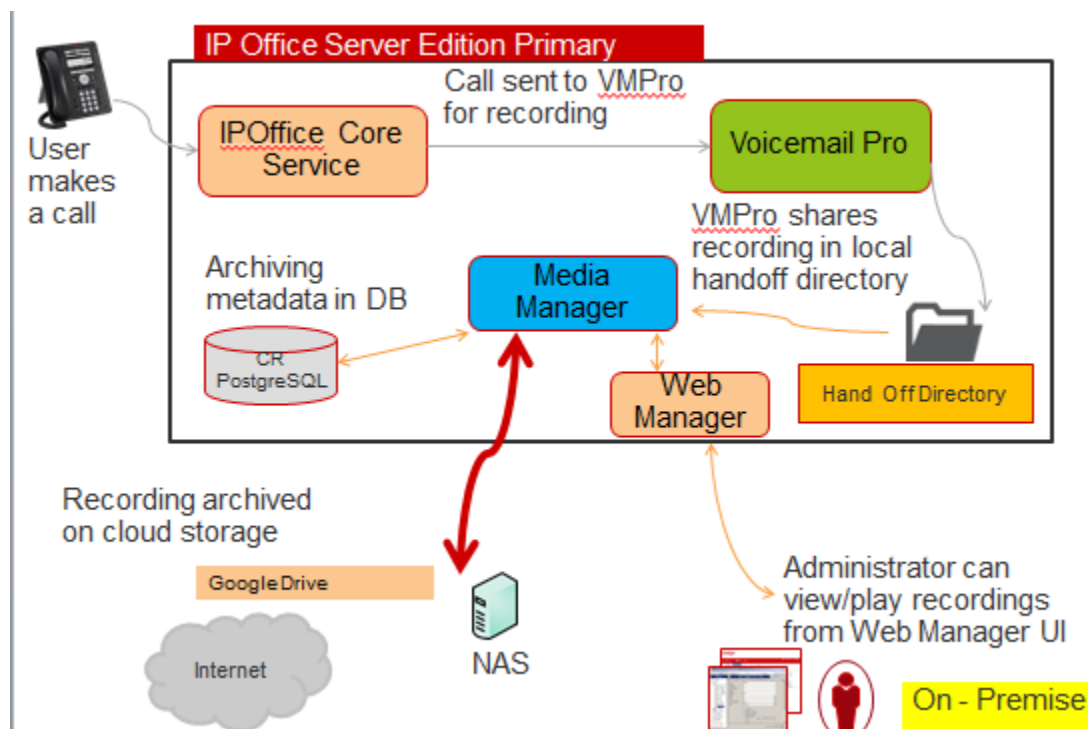 IP Office Server Edition Primary
Call sent to VMPro
for recording
IPOffice Core
Service
Voicemail Pro
User
makes
a call
VMPro shares
recording in local
handoff directory
Archiving
metadata in DB
Media
Manager
CR
PostgreSQL
Web
Manager
Hand Off Directory
Recording archived
on cloud storage
GoogleDrive
Internet
NAS
Administrator can
view/play recordings
from Web Manager UI
On - Premise